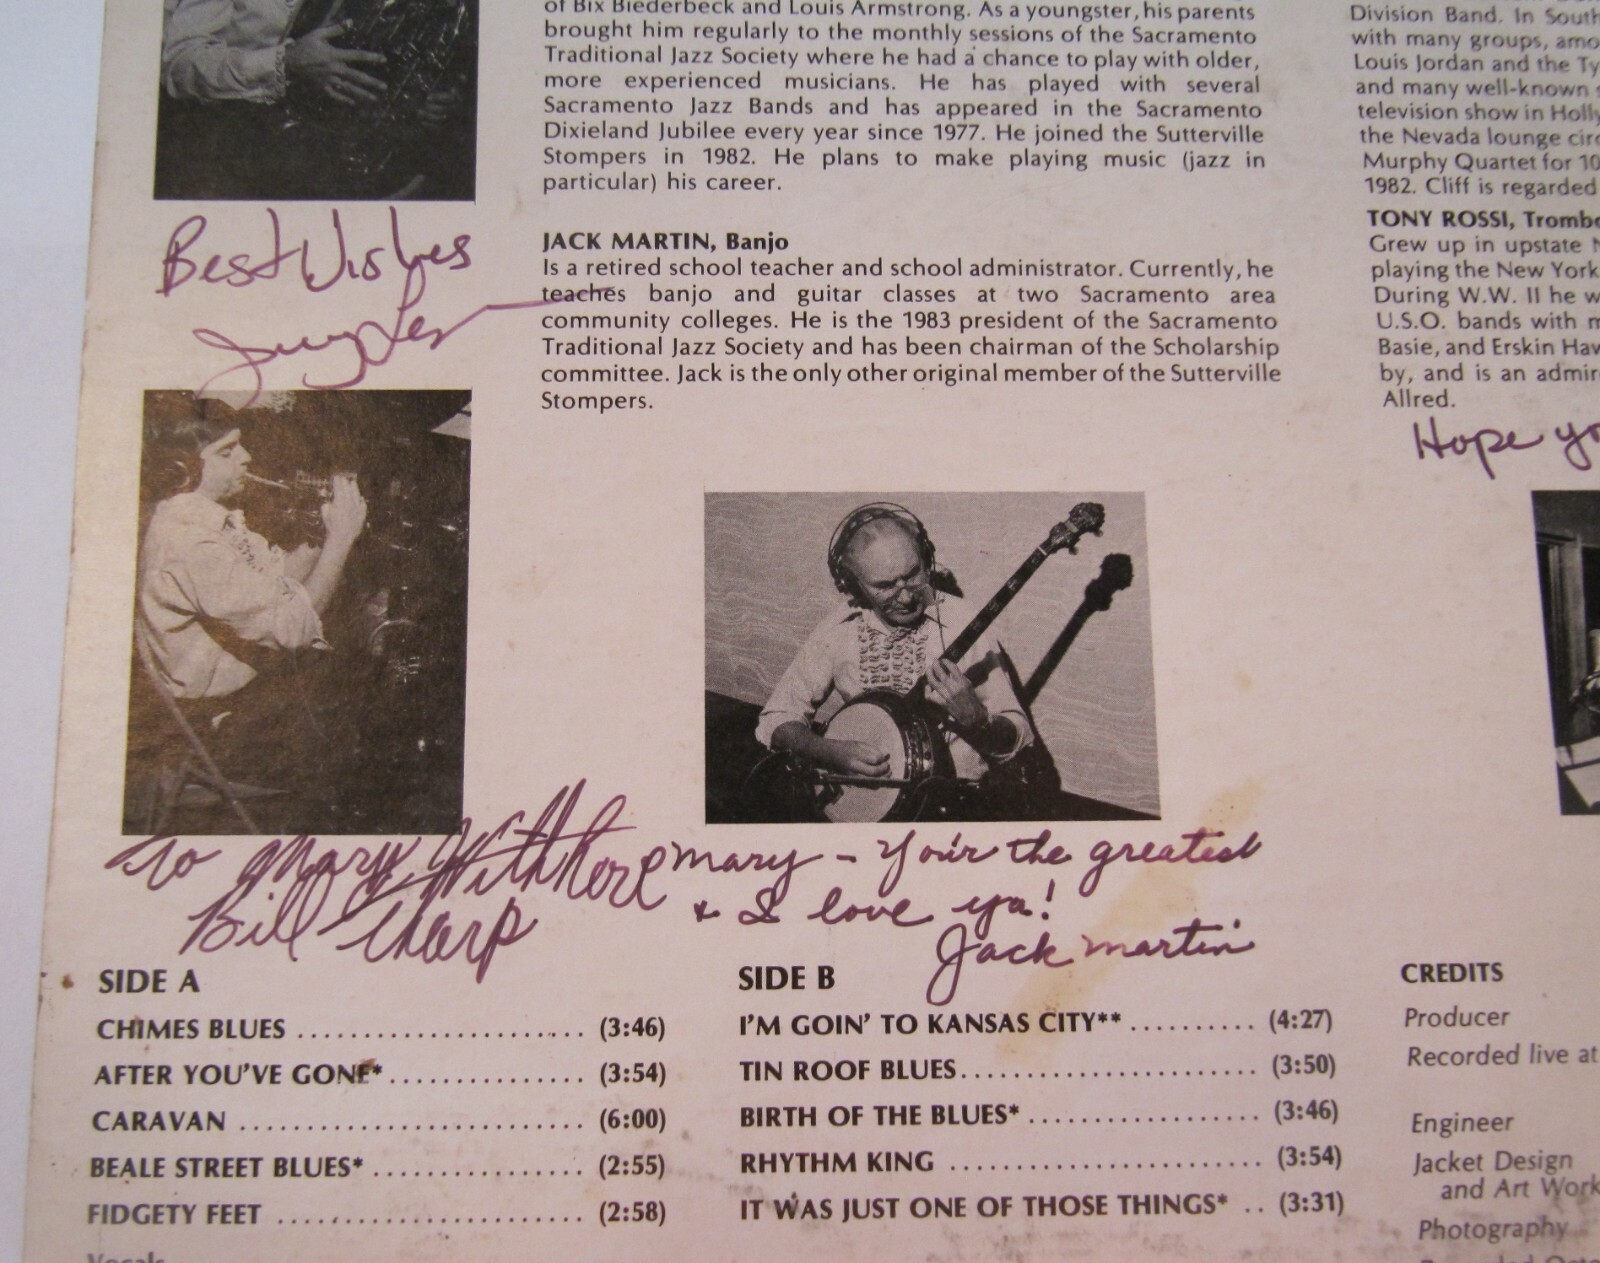 of Bix Biederbeck and Louis Armstrong. As a youngster, his parents
brought him regularly to the monthly sessions of the Sacramento
Traditional Jazz Society where he had a chance to play with older,
more experienced musicians. He has played with several
Sacramento Jazz Bands and has appeared in the Sacramento
Dixieland Jubilee every year since 1977. He joined the Sutterville
Stompers in 1982. He plans to make playing music (jazz in
particular) his career.
JACK MARTIN, Banjo
Is a retired school teacher and school administrator. Currently, he
teaches banjo and guitar classes at two Sacramento area
community colleges. He is the 1983 president of the Sacramento
Traditional Jazz Society and has been chairman of the Scholarship
committee. Jack is the only other original member of the Sutterville
Stompers.
Division Band. In South
with many groups, amo
Louis Jordan and the Ty
and many well-known
television show in Holly
the Nevada lounge circ
Murphy Quartet for 10
1982. Cliff is regarded
TONY ROSSI, Trombo
Grew up in upstate N
playing the New York
During W.W. II he w
U.S.O. bands with m
Basie, and Erskin Haw
by, and is an admir
Allred.
Hope yo
Best Wishes
To Mary With
Bill Tharp
Mary - You'r the greatest
& I love ya!
Jack Martin
SIDE A
CHIMES BLUES (3:46)
AFTER YOU'VE GONE* (3:54)
CARAVAN (6:00)
BEALE STREET BLUES* (2:55)
FIDGETY FEET (2:58)
Vocals
SIDE B
I'M GOIN' TO KANSAS CITY** (4:27)
TIN ROOF BLUES (3:50)
BIRTH OF THE BLUES* (3:46)
RHYTHM KING (3:54)
IT WAS JUST ONE OF THOSE THINGS* (3:31)
CREDITS
Producer
Recorded live at
Engineer
Jacket Design
and Art Work
Photography